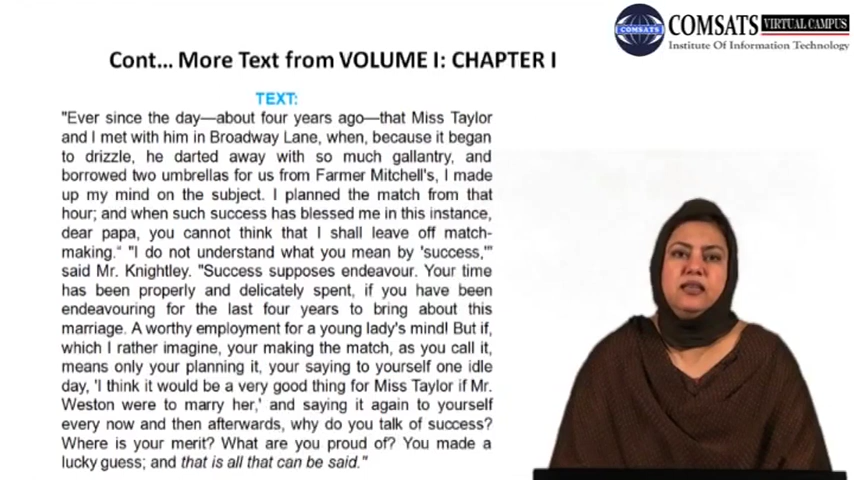 COMSATS
COMSATS VIRTUAL CAMPUS
Institute Of Information Technology
Cont... More Text from VOLUME I: CHAPTER I
TEXT:
"Ever since the day—about four years ago—that Miss Taylor
and I met with him in Broadway Lane, when, because it began
to drizzle, he darted away with so much gallantry, and
borrowed two umbrellas for us from Farmer Mitchell's, I made
up my mind on the subject. I planned the match from that
hour; and when such success has blessed me in this instance,
dear papa, you cannot think that I shall leave off match-
making." "I do not understand what you mean by 'success,'"
said Mr. Knightley. "Success supposes endeavour. Your time
has been properly and delicately spent, if you have been
endeavouring for the last four years to bring about this
marriage. A worthy employment for a young lady's mind! But if,
which I rather imagine, your making the match, as you call it,
means only your planning it, your saying to yourself one idle
day, 'I think it would be a very good thing for Miss Taylor if Mr.
Weston were to marry her,' and saying it again to yourself
every now and then afterwards, why do you talk of success?
Where is your merit? What are you proud of? You made a
lucky guess; and that is all that can be said."